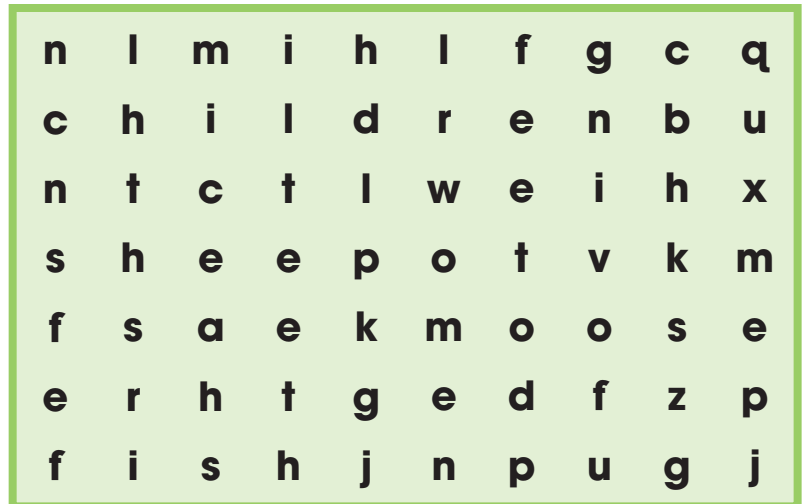 n l m i h l f g c q
c h i l d r e n b u
n t c t l w e i h x
s h e e p o t v k m
f s a e k m o o s e
e r h t g e d f z p
f i s h j n p u g j